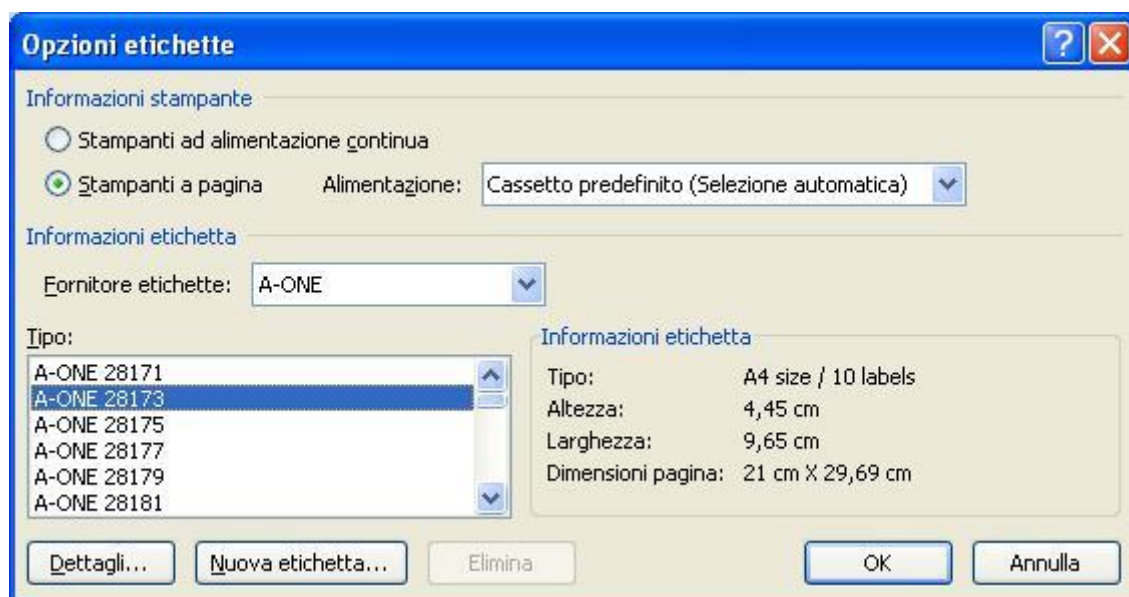 Opzioni etichette
Informazioni stampante
Stampanti ad alimentazione continua
Stampanti a pagina Alimentazione: Cassetto predefinito (Selezione automatica)
Informazioni etichetta
Fornitore etichette: A-ONE
Tipo:
A-ONE 28171
A-ONE 28173
A-ONE 28175
A-ONE 28177
A-ONE 28179
A-ONE 28181
Informazioni etichetta
Tipo: A4 size / 10 labels
Altezza: 4,45 cm
Larghezza: 9,65 cm
Dimensioni pagina: 21 cm X 29,69 cm
Dettagli... Nuova etichetta... Elimina OK Annulla